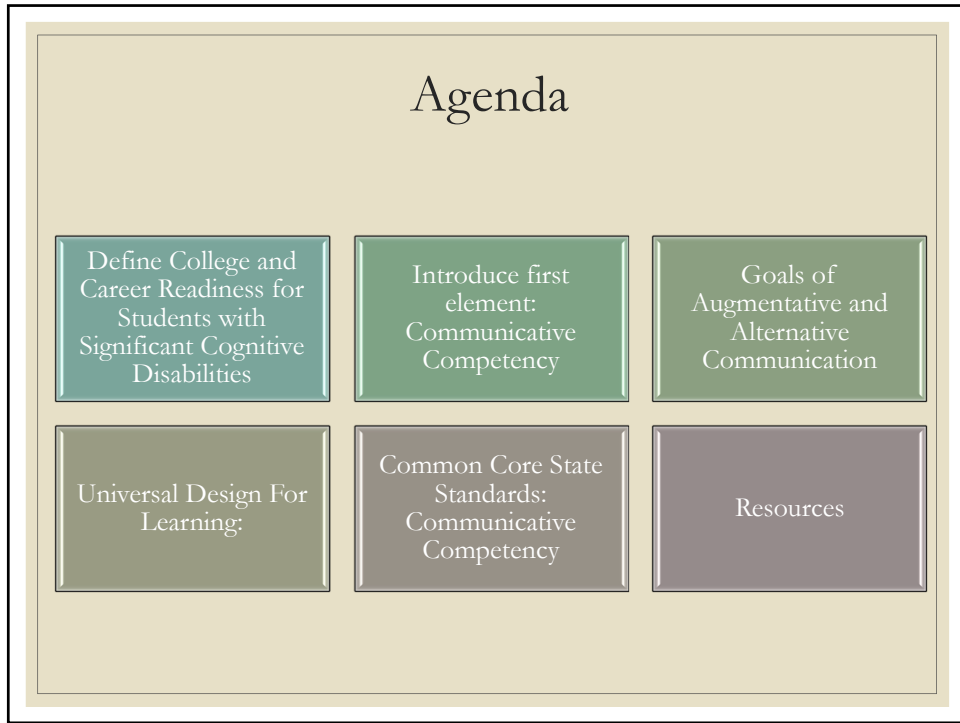 Agenda
Define College and
Career Readiness for
Students with
Significant Cognitive
Disabilities
Introduce first
element:
Communicative
Competency
Goals of
Augmentative and
Alternative
Communication
Universal Design For
Learning:
Common Core State
Standards:
Communicative
Competency
Resources